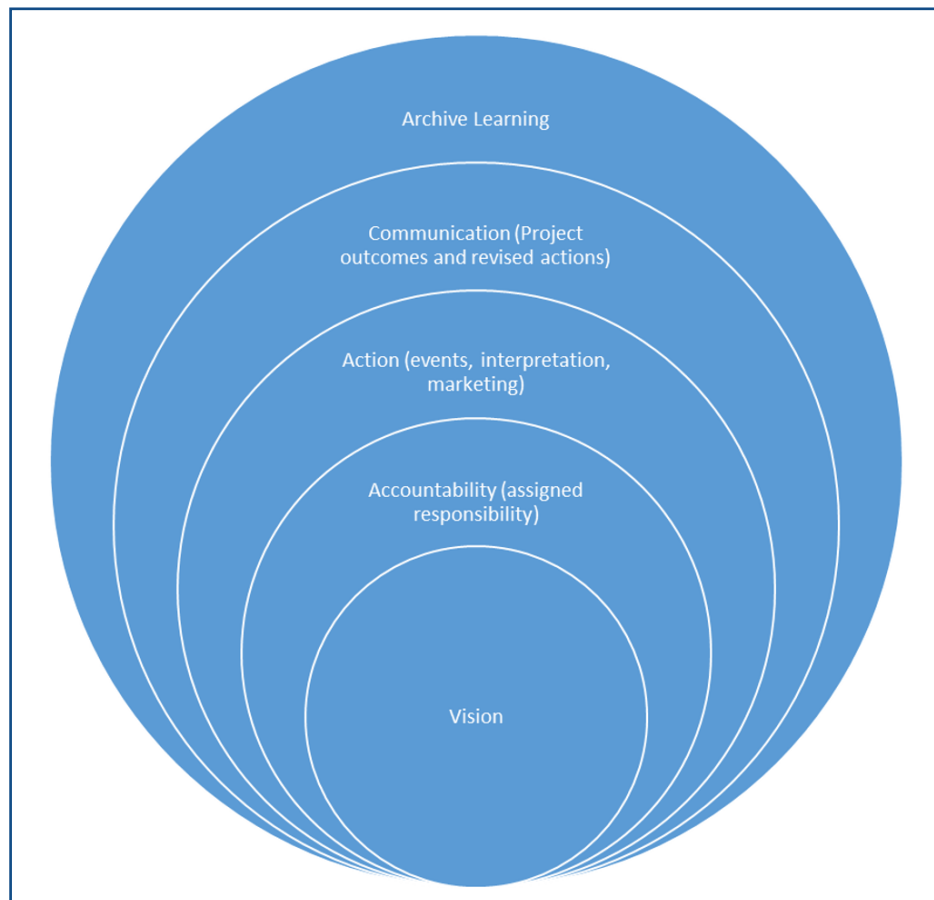 Archive Learning
Communication (Project
outcomes and revised actions)
Action (events, interpretation,
marketing)
Accountability (assigned
responsibility)
Vision